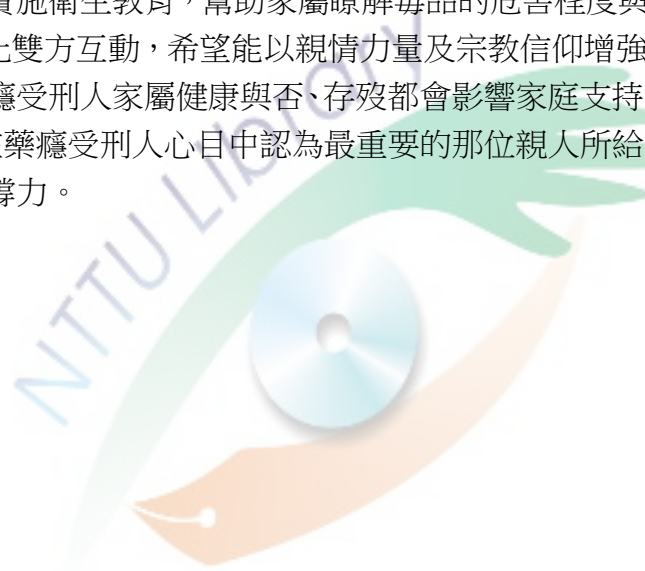 實施衛生教育，幫助家屬瞭解毒品的危害程度與
化雙方互動，希望能以親情力量及宗教信仰增強
癮受刑人家屬健康與否、存歿都會影響家庭支持
藥癮受刑人心目中認為最重要的那位親人所給
撐力。
NTTU Library